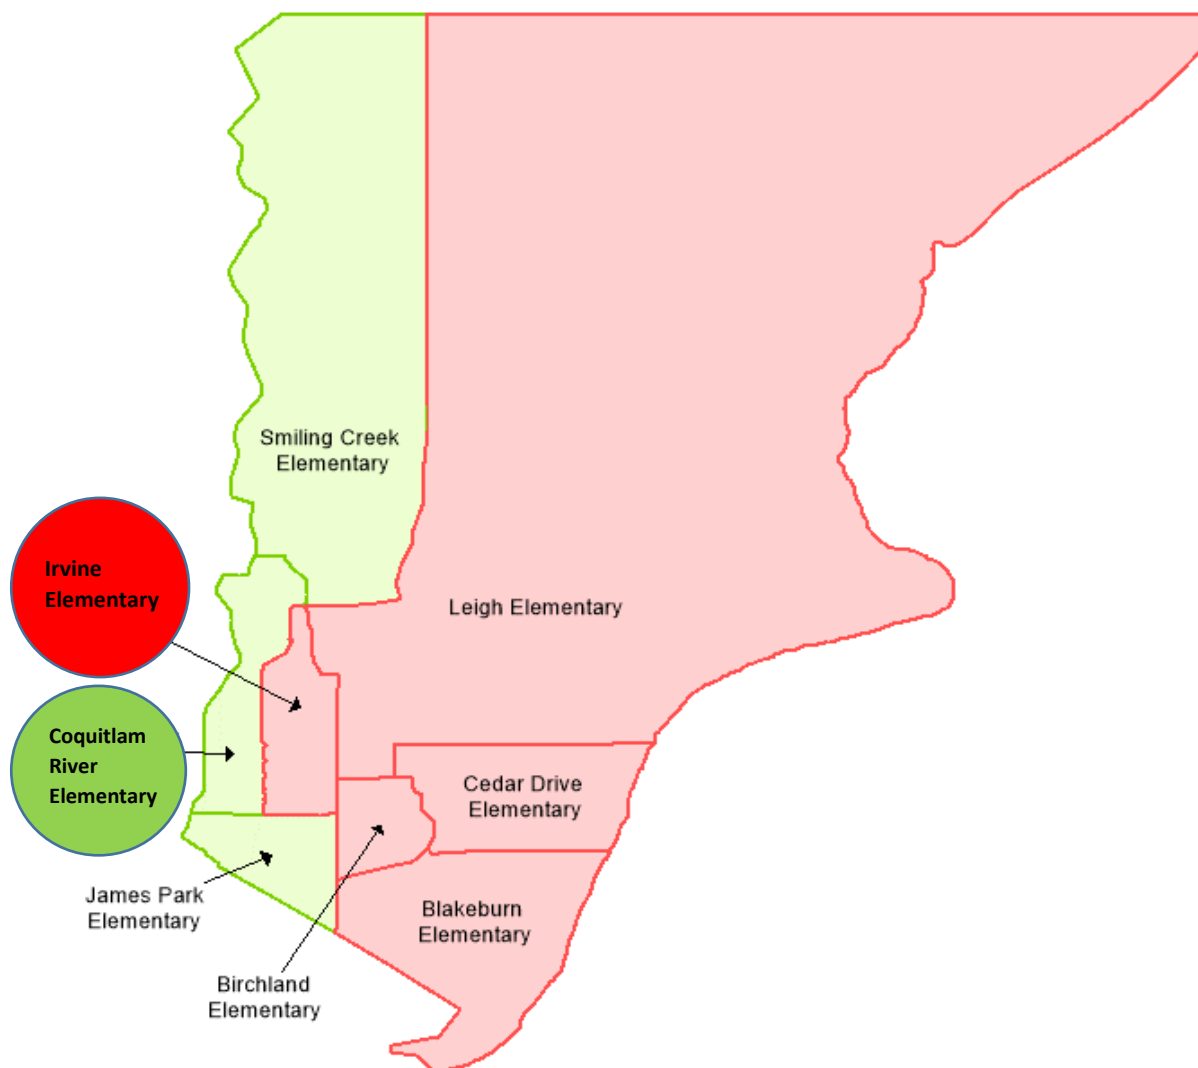 Smiling Creek
Elementary
Irvine
Elementary
Leigh Elementary
Coquitlam
River
Elementary
Cedar Drive
Elementary
James Park
Elementary
Blakeburn
Elementary
Birchland
Elementary